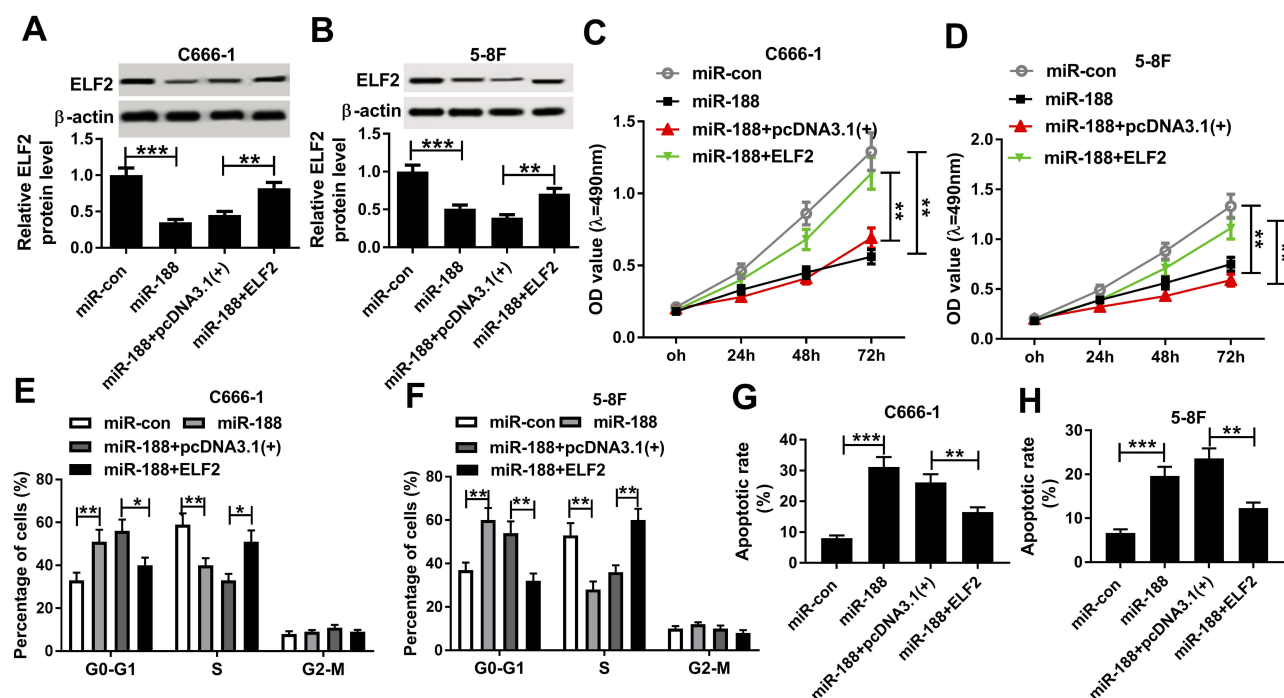 A
C666-1
ELF2
β-actin
Relative ELF2
protein level
1.5
1.0
0.5
0.0
***
**
miR-con
miR-188
miR-188+pcDNA3.1(+)
miR-188+ELF2
B
5-8F
ELF2
β-actin
Relative ELF2
protein level
1.5
1.0
0.5
0.0
***
**
miR-con
miR-188
miR-188+pcDNA3.1(+)
miR-188+ELF2
C
C666-1
miR-con
miR-188
miR-188+pcDNA3.1(+)
miR-188+ELF2
OD value (λ=490nm)
1.5
1.0
0.5
0.0
oh
24h
48h
72h
**
**
D
5-8F
miR-con
miR-188
miR-188+pcDNA3.1(+)
miR-188+ELF2
OD value (λ=490nm)
2.0
1.5
1.0
0.5
0.0
oh
24h
48h
72h
**
**
E
C666-1
miR-con
miR-188
miR-188+pcDNA3.1(+)
miR-188+ELF2
Percentage of cells (%)
80
60
40
20
0
**
*
**
*
G0-G1
S
G2-M
F
5-8F
miR-con
miR-188
miR-188+pcDNA3.1(+)
miR-188+ELF2
Percentage of cells (%)
80
60
40
20
0
**
**
**
**
G0-G1
S
G2-M
G
C666-1
Apoptotic rate
(%)
40
30
20
10
0
***
**
miR-con
miR-188
miR-188+pcDNA3.1(+)
miR-188+ELF2
H
5-8F
Apoptotic rate
(%)
30
20
10
0
***
**
miR-con
miR-188
miR-188+pcDNA3.1(+)
miR-188+ELF2